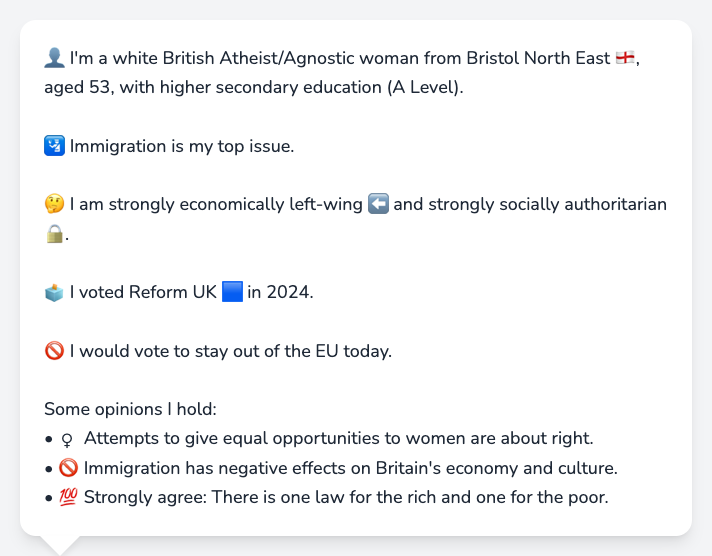 👤 I'm a white British Atheist/Agnostic woman from Bristol North East 🏴󠁧󠁢󠁥󠁮󠁧󠁿,
aged 53, with higher secondary education (A Level).
🛂 Immigration is my top issue.
🤔 I am strongly economically left-wing ⬅️ and strongly socially authoritarian
🔒.
🗳️ I voted Reform UK 🟦 in 2024.
🚫 I would vote to stay out of the EU today.
Some opinions I hold:
• ♀ Attempts to give equal opportunities to women are about right.
• 🚫 Immigration has negative effects on Britain's economy and culture.
• 💯 Strongly agree: There is one law for the rich and one for the poor.